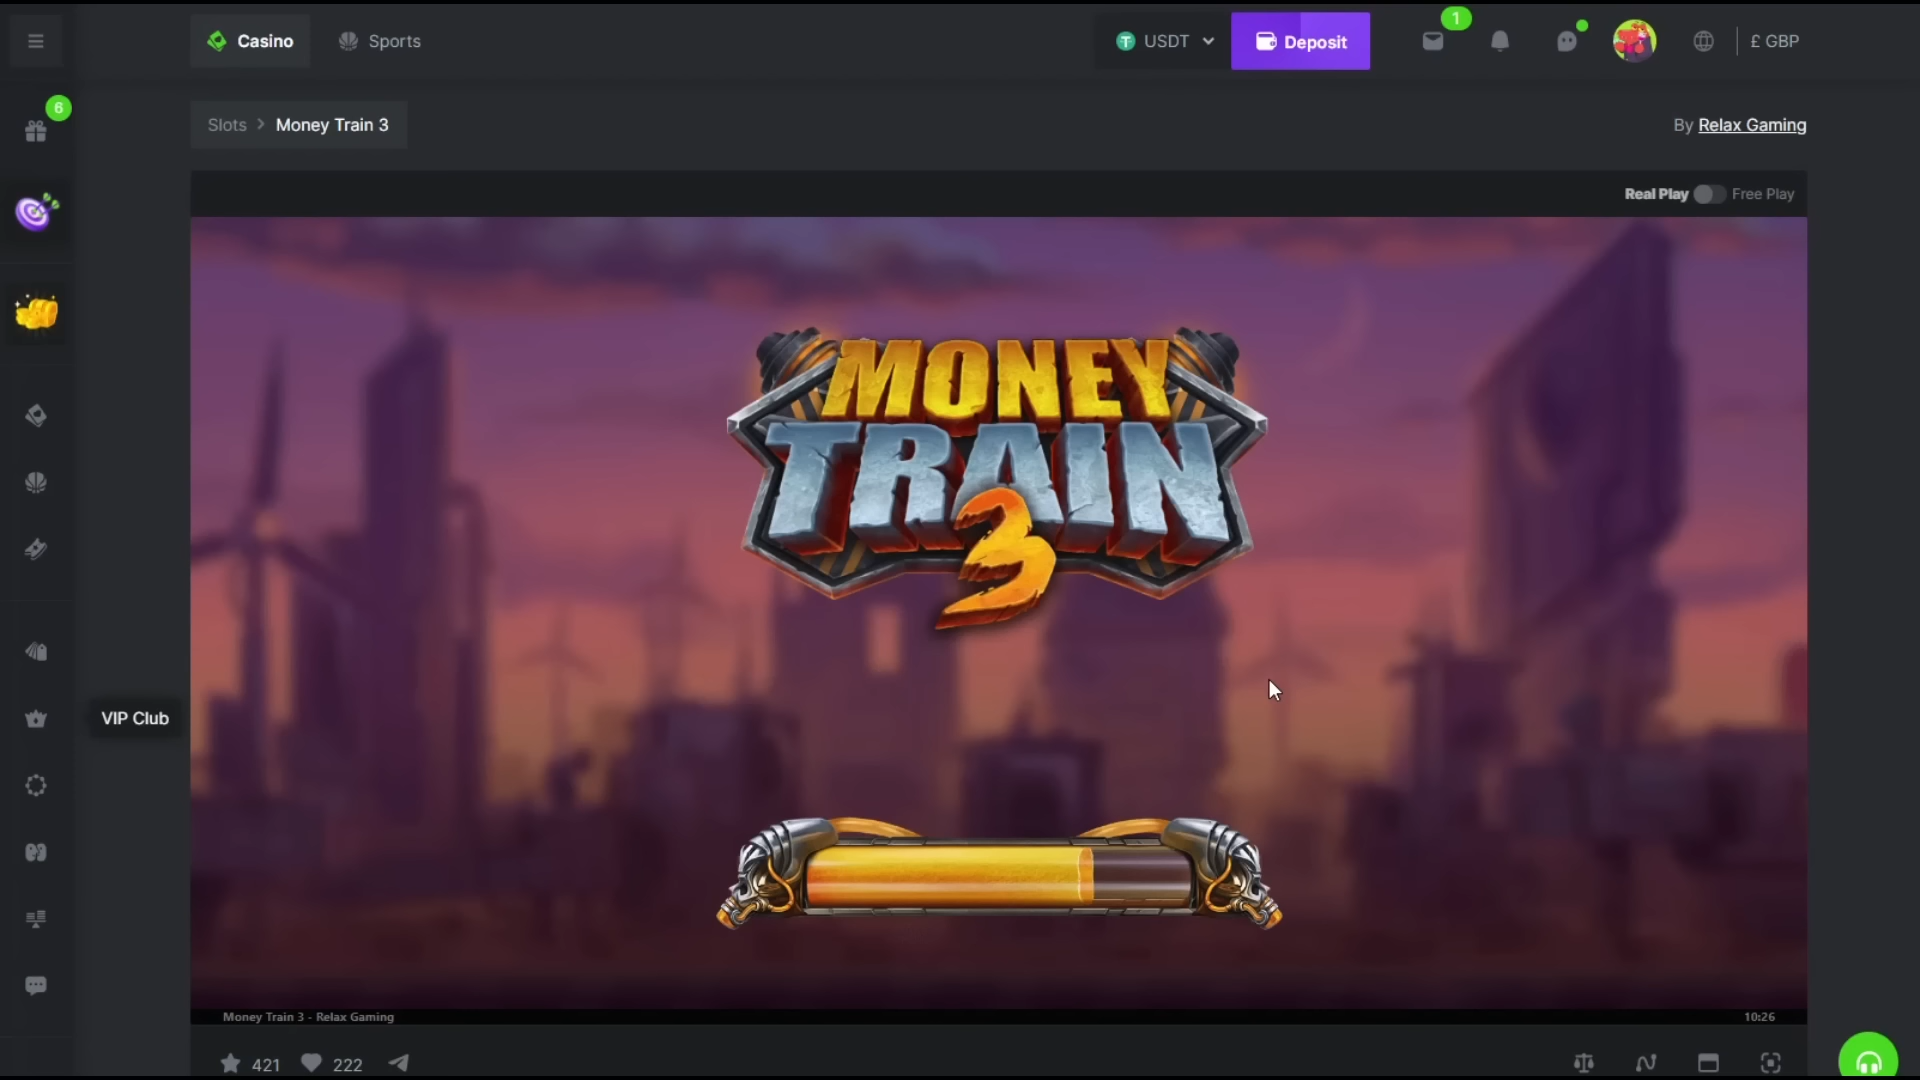 Casino
Sports
USDT
Deposit
1
£ GBP
6
Slots > Money Train 3
By Relax Gaming
Real Play
Free Play
MONEY
TRAIN
3
VIP Club
Money Train 3 - Relax Gaming
10:26
421
222